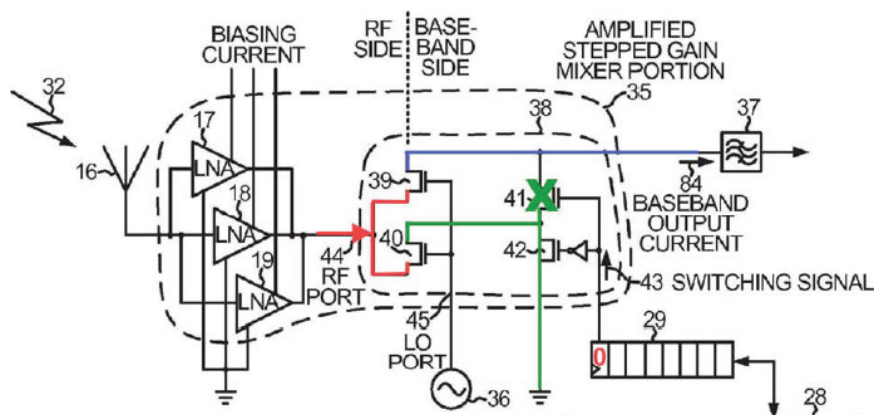 BIASING
CURRENT
RF
SIDE
BASE-
BAND
SIDE
AMPLIFIED
STEPPED GAIN
MIXER PORTION
32
17
35
38
37
16
LNA
39
41
X
84
18
LNA
BASEBAND
OUTPUT
CURRENT
44
40
42
19
LNA
RF
PORT
43 SWITCHING SIGNAL
45
LO
PORT
29
0
36
28